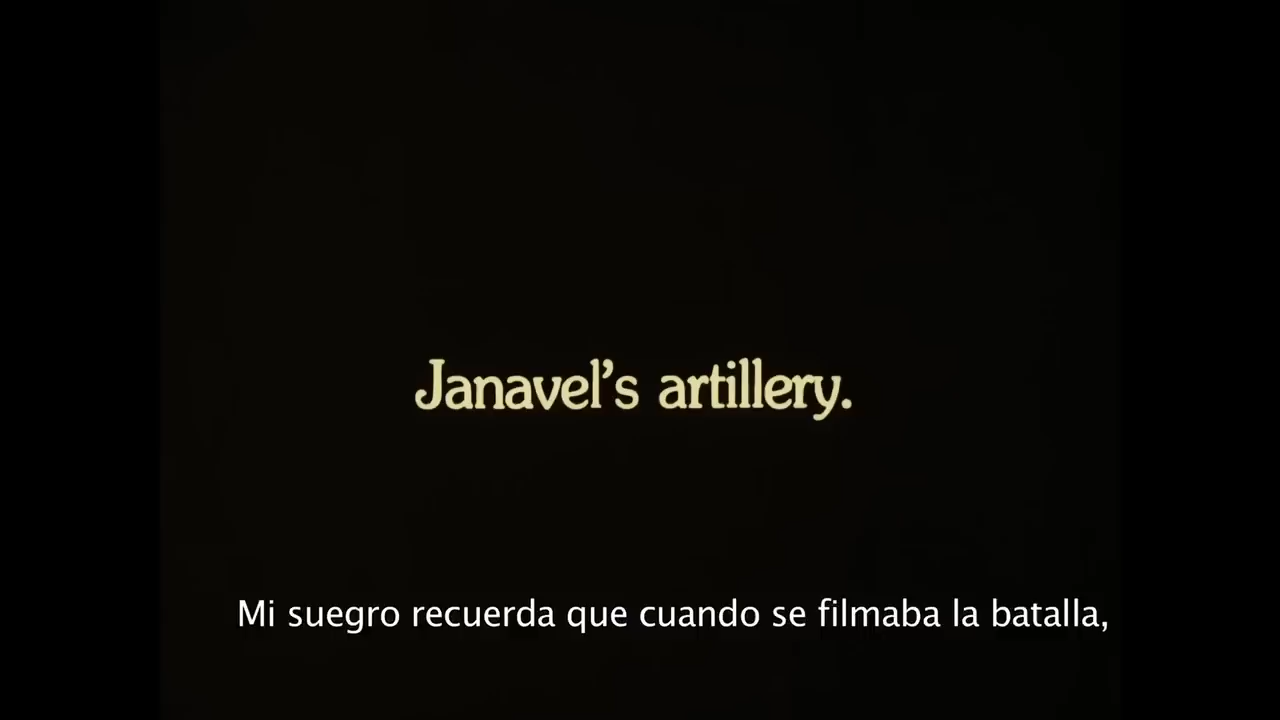 Janavel's artillery.
Mi suegro recuerda que cuando se filmaba la batalla,